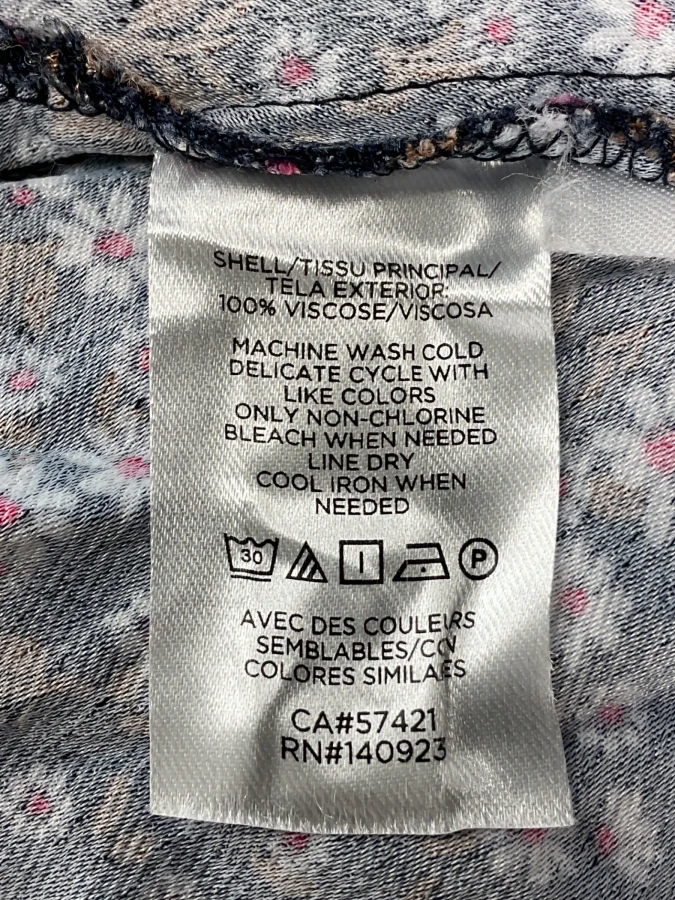 SHELL/TISSU PRINCIPAL/
TELA EXTERIOR:
100% VISCOSE/VISCOSA
MACHINE WASH COLD
DELICATE CYCLE WITH
LIKE COLORS
ONLY NON-CHLORINE
BLEACH WHEN NEEDED
LINE DRY
COOL IRON WHEN
NEEDED
30 P
AVEC DES COULEURS
SEMBLABLES/CON
COLORES SIMILARES
CA#57421
RN#140923